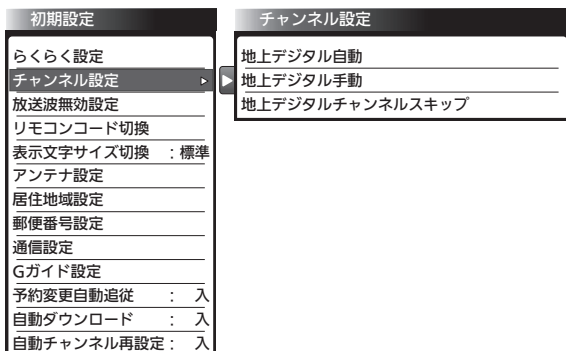 初期設定
らくらく設定
チャンネル設定
放送波無効設定
リモコンコード切換
表示文字サイズ切換 :標準
アンテナ設定
居住地域設定
郵便番号設定
通信設定
Gガイド設定
予約変更自動追従 : 入
自動ダウンロード : 入
自動チャンネル再設定: 入
チャンネル設定
地上デジタル自動
地上デジタル手動
地上デジタルチャンネルスキップ